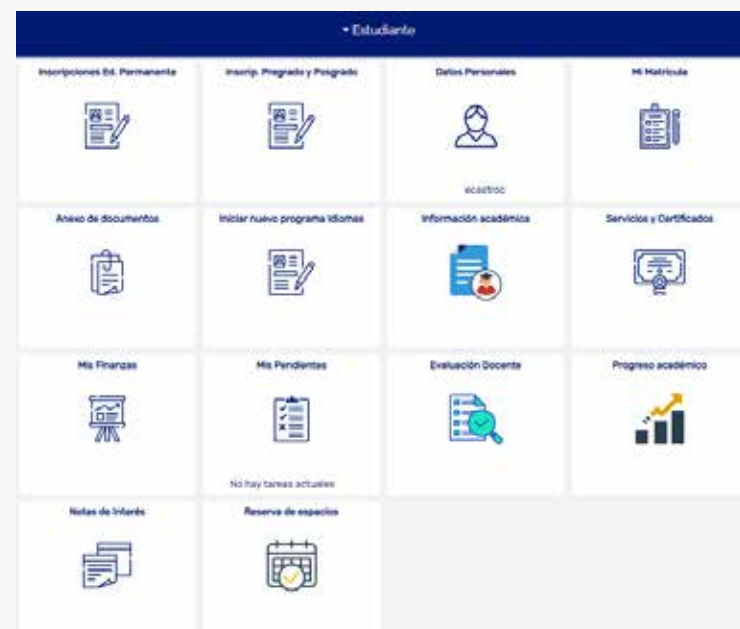 Estudiante
Inscripciones Ed. Permanente
Inscrip. Pregrado y Posgrado
Datos Personales
Mi Matrícula
ecastroc
Anexo de documentos
Iniciar nuevo programa Idiomas
Información académica
Servicios y Certificados
Mis Finanzas
Mis Pendientes
Evaluación Docente
Progreso académico
No hay tareas actuales
Notas de Interés
Reserva de espacios